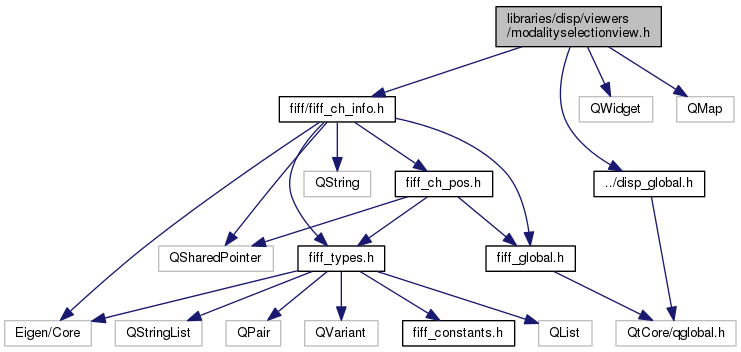 libraries/disp/viewers
/modalityselectionview.h
fiff/fiff_ch_info.h
QWidget
QMap
QString
fiff_ch_pos.h
../disp_global.h
QSharedPointer
fiff_types.h
fiff_global.h
Eigen/Core
QStringList
QPair
QVariant
fiff_constants.h
QList
QtCore/qglobal.h